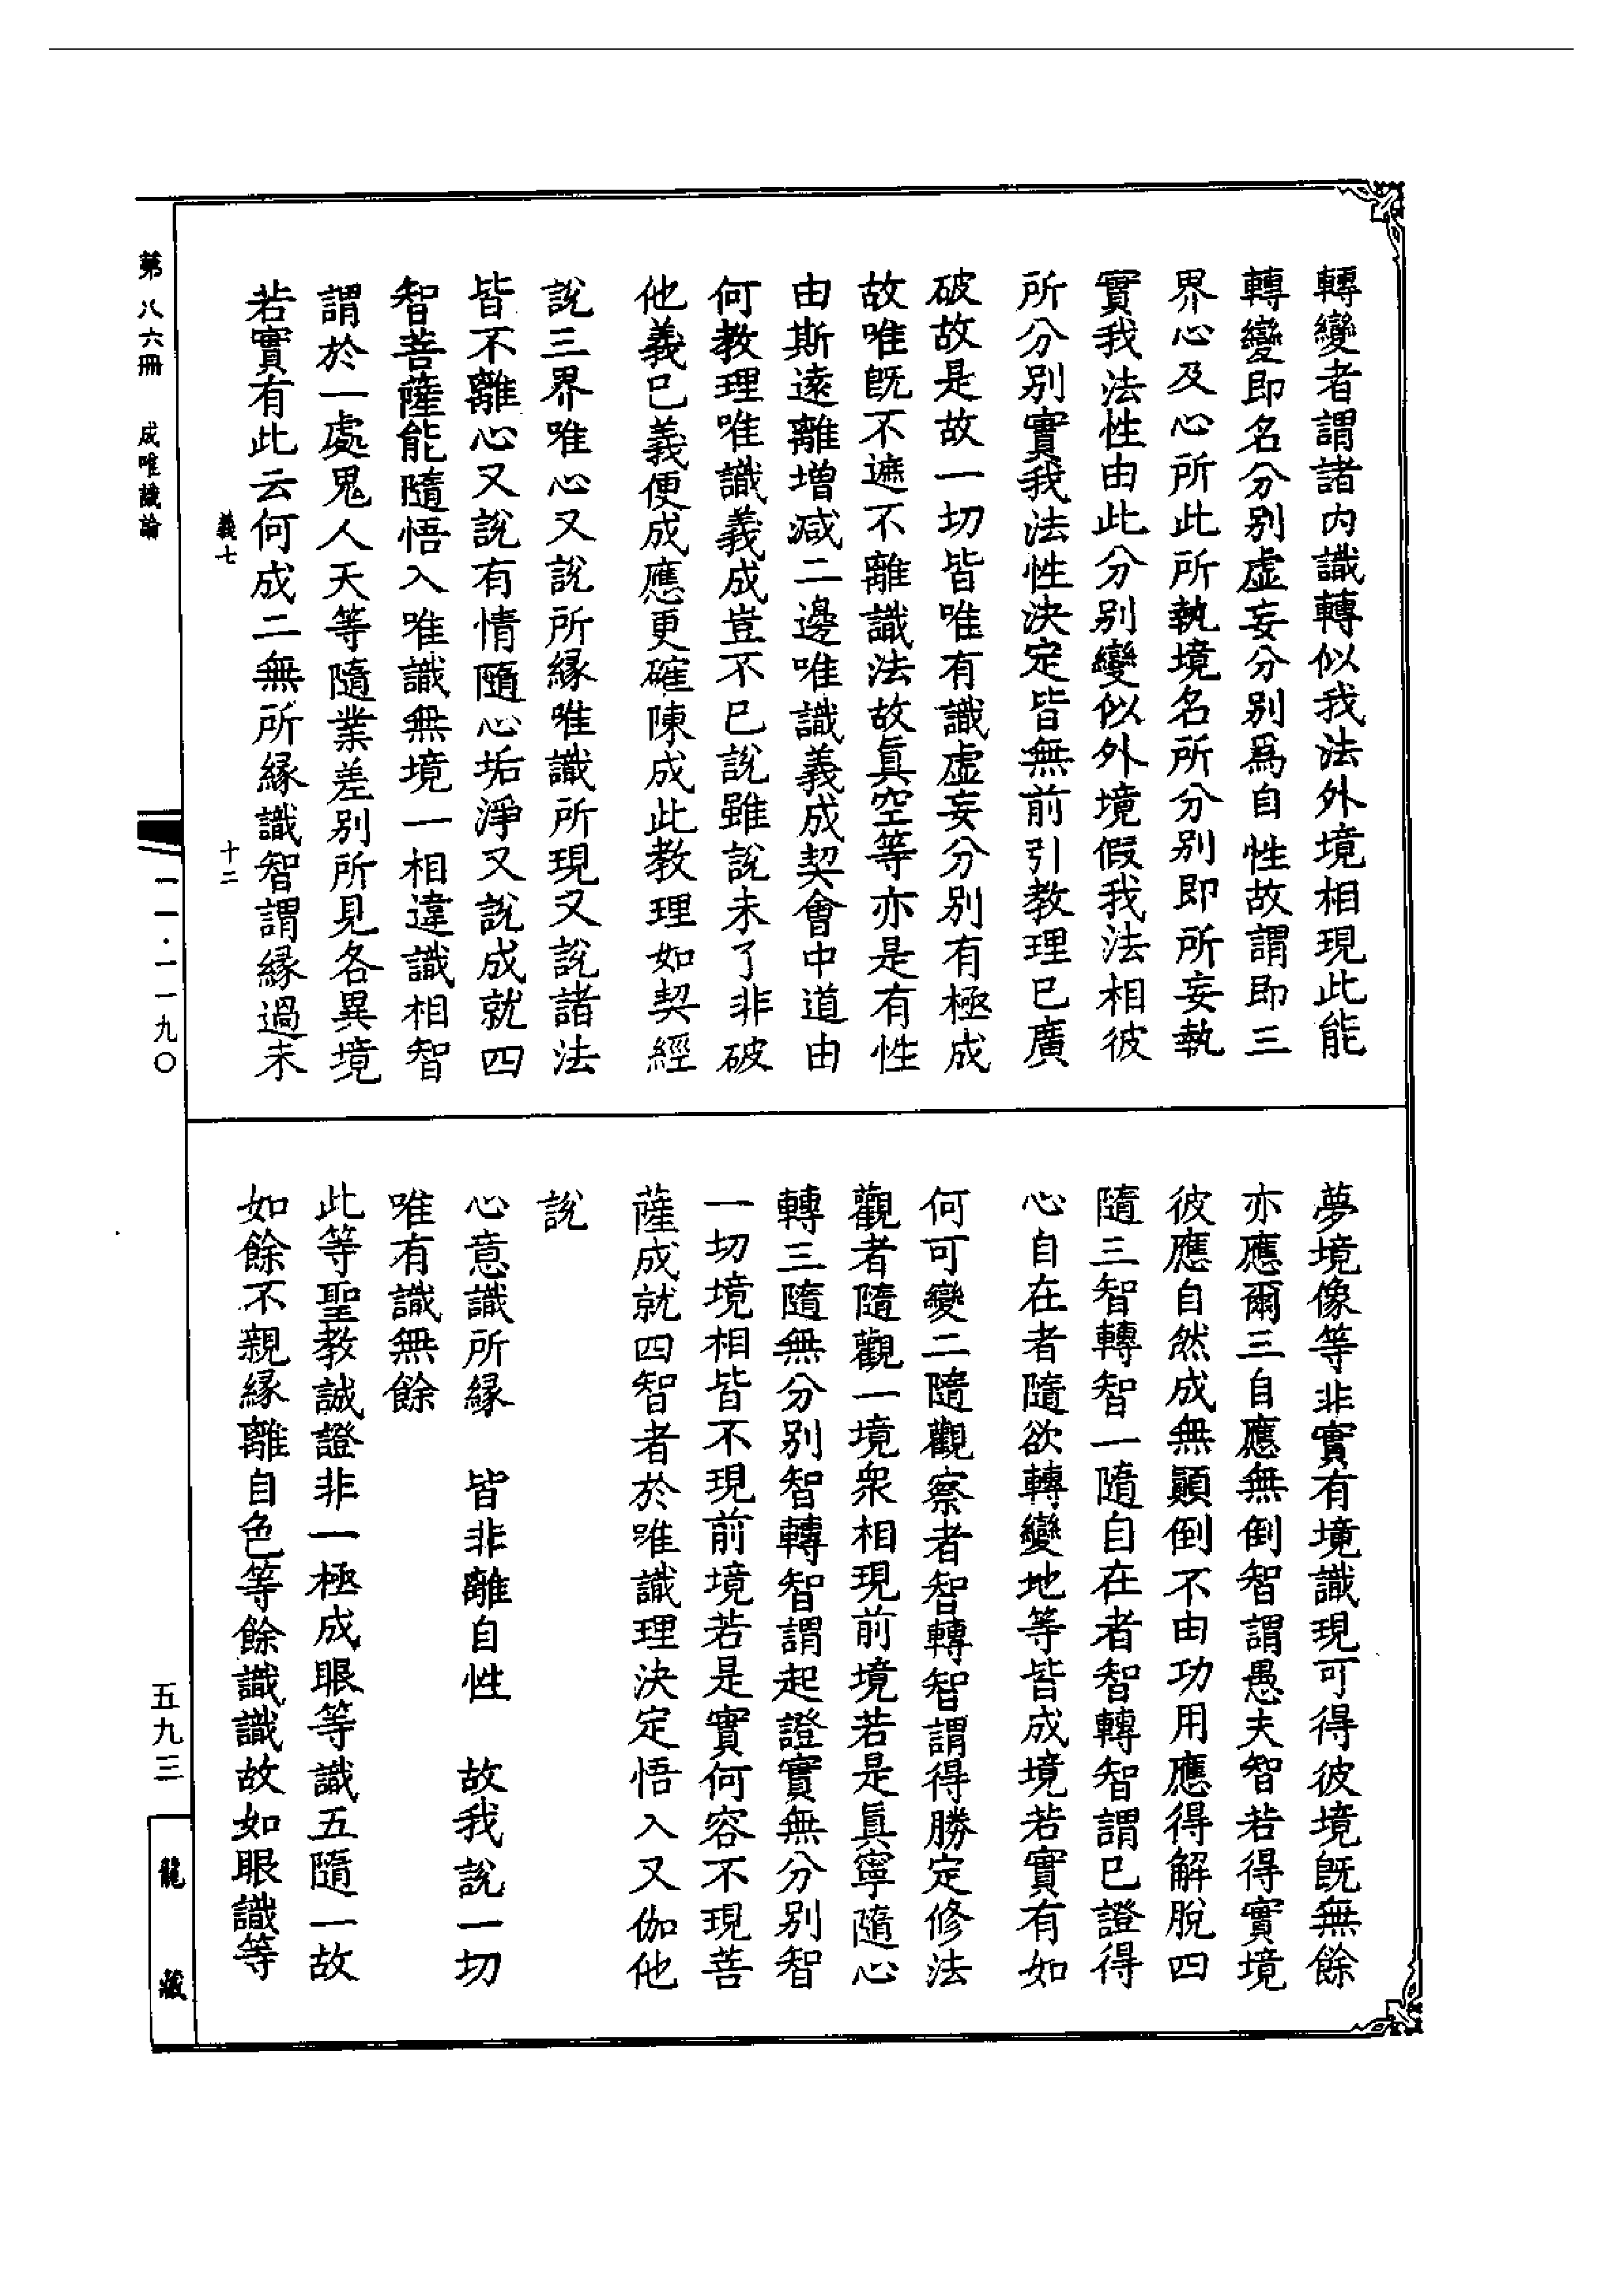 轉變者謂諸內識轉似我法外境相現此能
轉變即名分別虛妄分別爲自性故謂即三
界心及心所此所執境名所分別即所妄執
實我法性由此分別變似外境假我法相彼
所分別實我法性決定皆無前引教理已廣
破故是故一切皆唯有識虛妄分別有極成
故唯旣不遮不離識法故眞空等亦是有性
由斯遠離增減二邊唯識義成契會中道由
何教理唯識義成豈不已說雖說未了非破
他義已義便成應更確陳成此教理如契經
說三界唯心又說所緣唯識所現又說諸法
皆不離心又說有情隨心垢淨又說成就四
智菩薩能隨悟入唯識無境一相違識相智
謂於一處鬼人天等隨業差別所見各異境
若實有此云何成二無所緣識智謂緣過未
夢境像等非實有境識現可得彼境旣無餘
亦應爾三自應無倒智謂愚夫智若得實境
彼應自然成無顚倒不由功用應得解脫四
隨三智轉智一隨自在者智轉智謂已證得
心自在者隨欲轉變地等皆成境若實有如
何可變二隨觀察者智轉智謂得勝定修法
觀者隨觀一境衆相現前境若是眞寧隨心
轉三隨無分別智轉智謂起證實無分別智
一切境相皆不現前境若是實何容不現菩
薩成就四智者於唯識理決定悟入又伽他
說
心意識所緣　皆非離自性　故我說一切
唯有識無餘
此等聖教誠證非一極成眼等識五隨一故
如餘不親緣離自色等餘識識故如眼識等
義七　十二
第八六冊　成唯識論　一一·一一九〇　五九三
龍藏